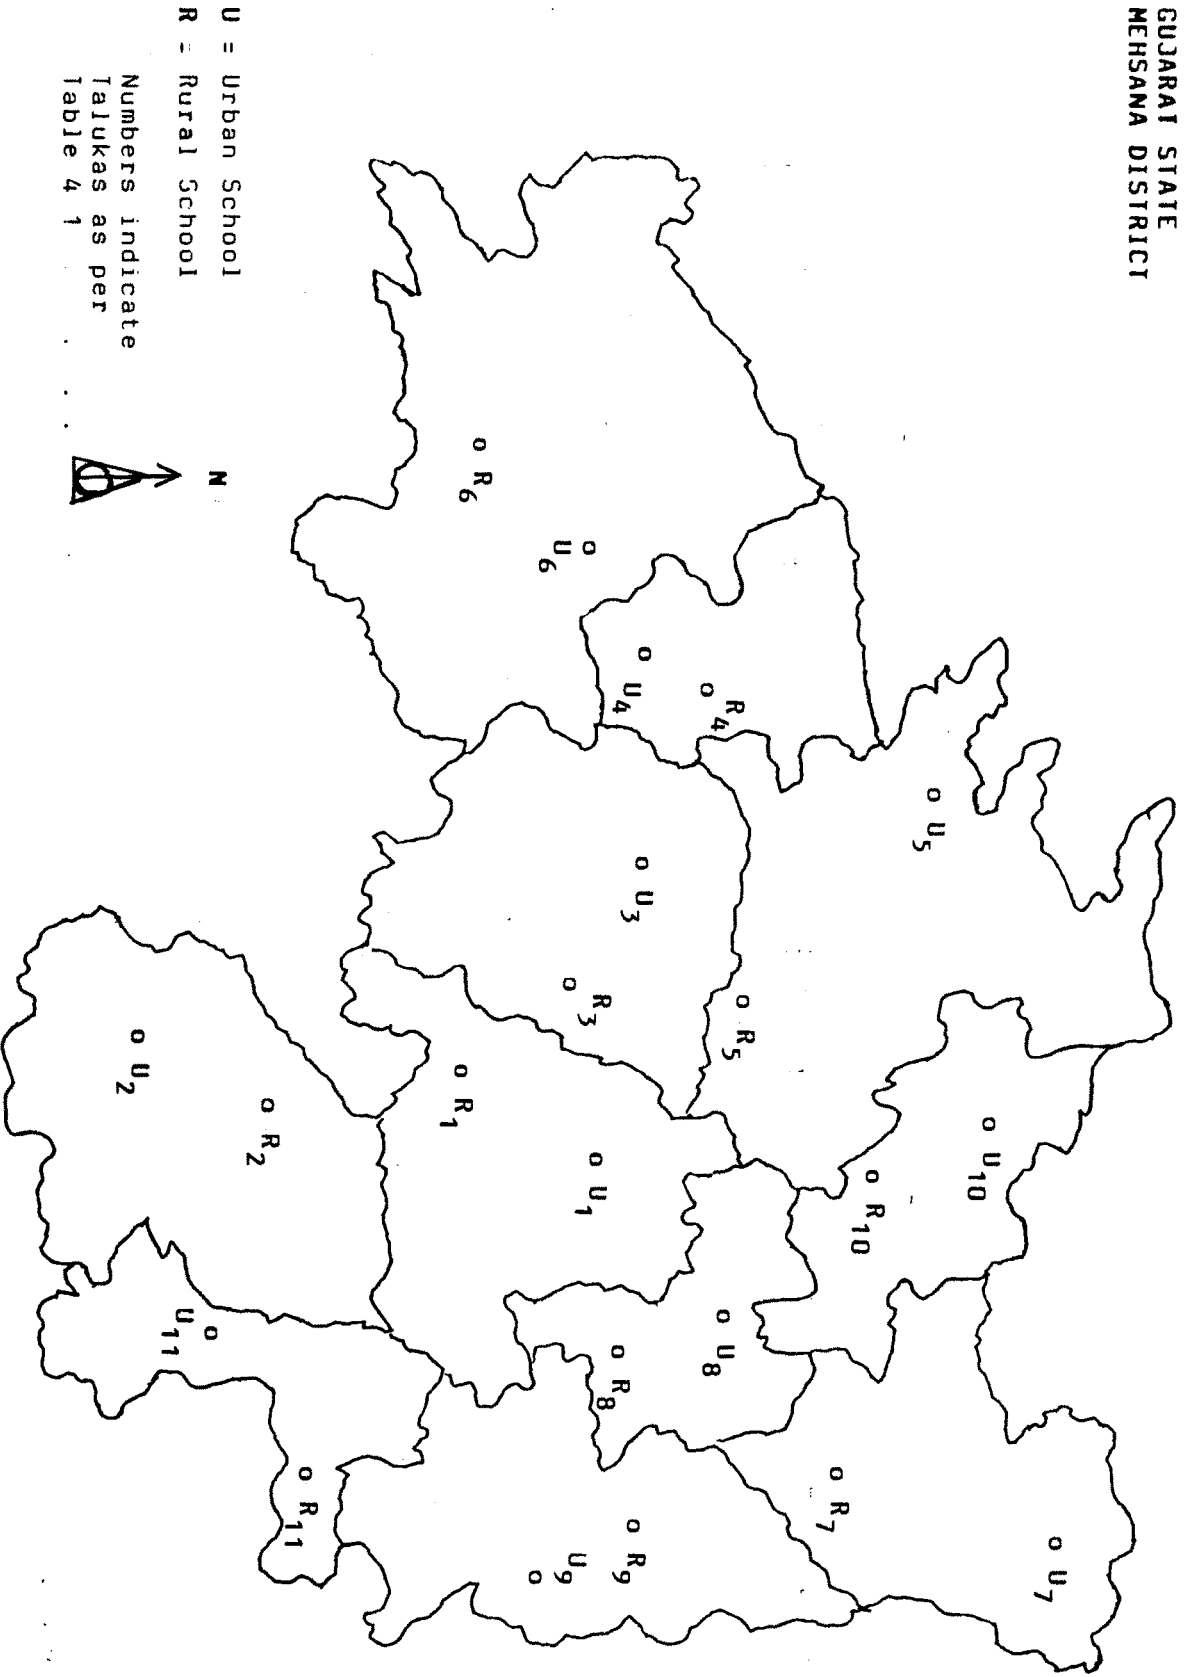 GUJARAT STATE
MEHSANA DISTRICT
U5
U10
U7
R10
R5
R7
R4
U4
U3
R3
U8
R8
U6
R6
U1
R1
R9
U9
R2
U2
U11
R11
N
U = Urban School
R = Rural School
Numbers indicate
Talukas as per
Table 4 1